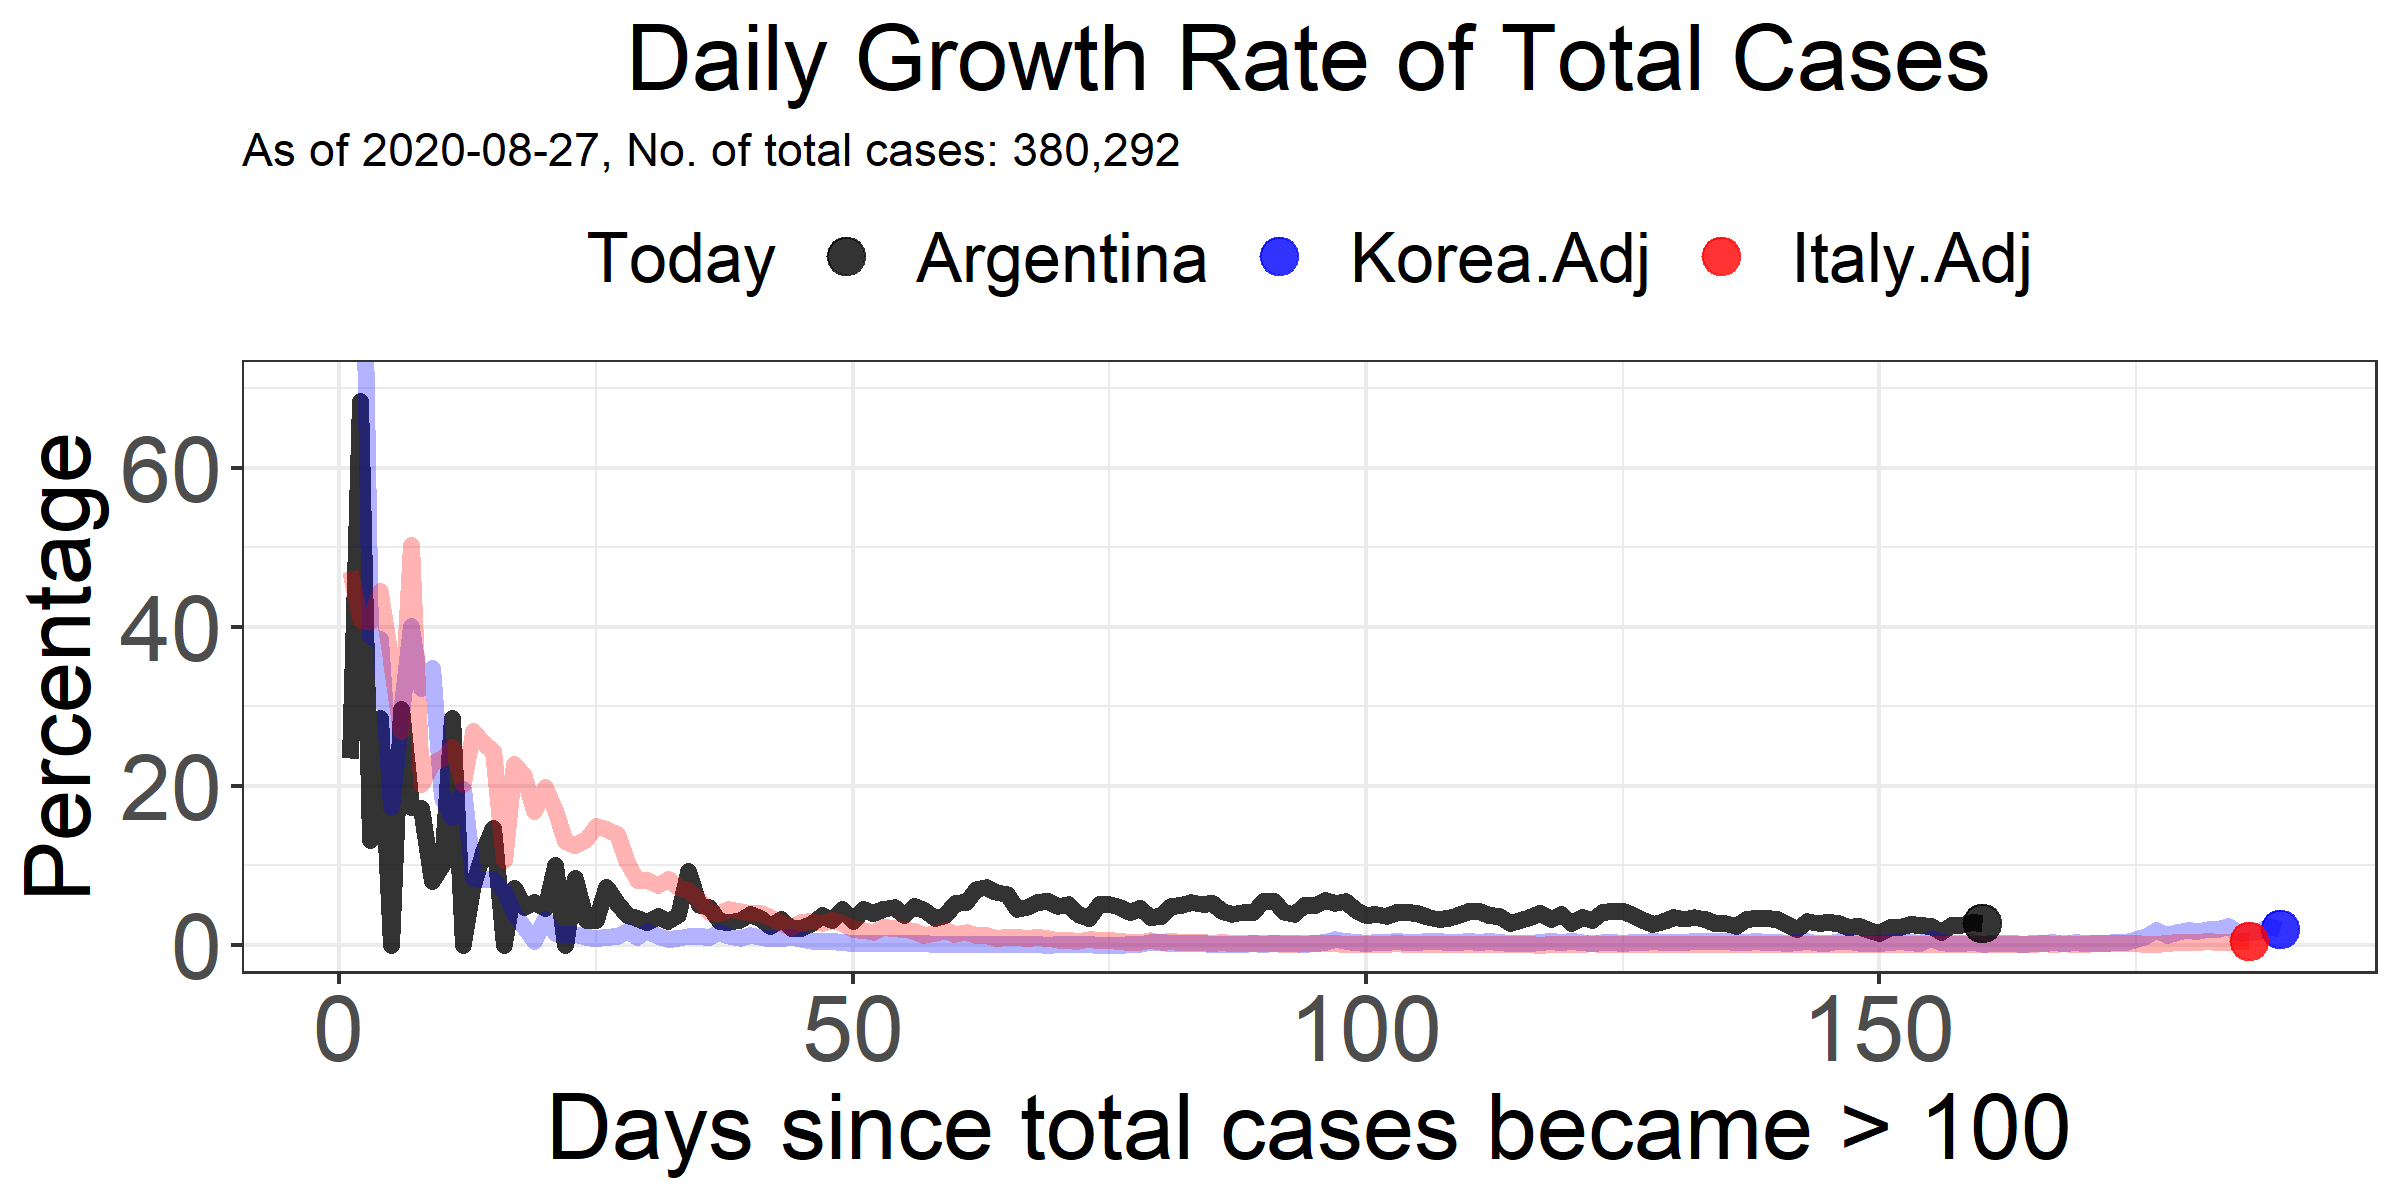 Daily Growth Rate of Total Cases
As of 2020-08-27, No. of total cases: 380,292
Today Argentina Korea.Adj Italy.Adj
Percentage
60
40
20
0
0 50 100 150
Days since total cases became > 100